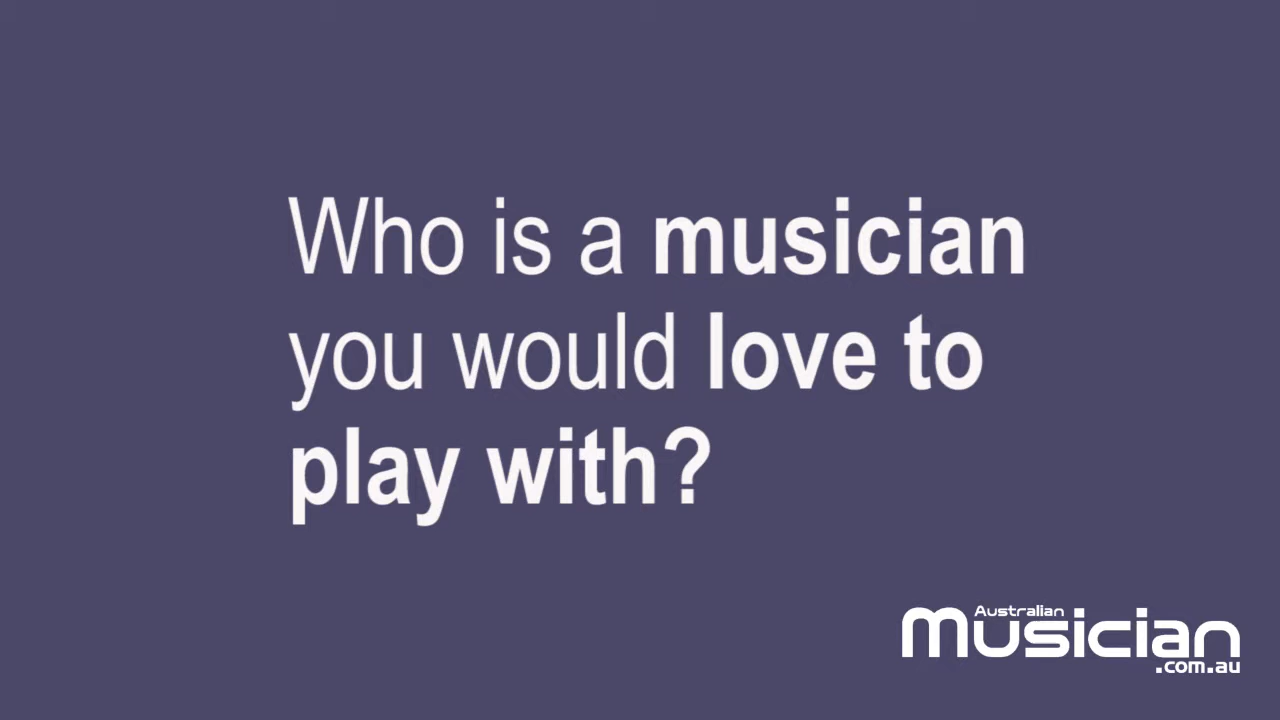 Who is a musician
you would love to
play with?
Australian
musician
.com.au